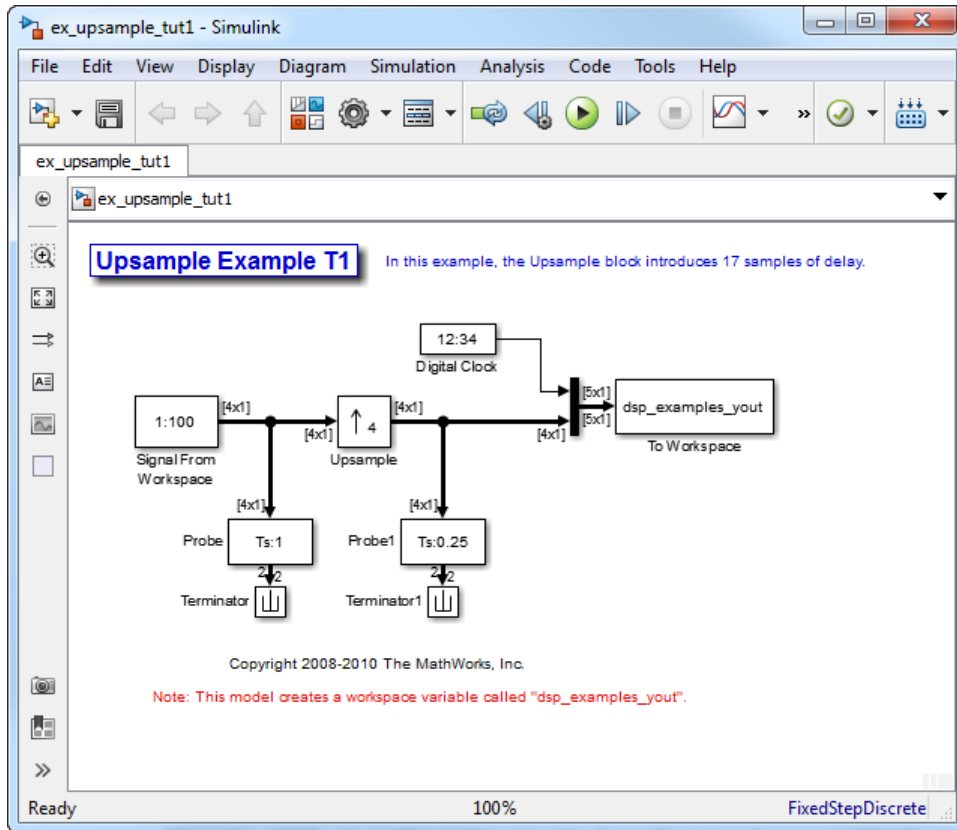 ex_upsample_tut1 - Simulink
File Edit View Display Diagram Simulation Analysis Code Tools Help
ex_upsample_tut1
ex_upsample_tut1
Upsample Example T1
In this example, the Upsample block introduces 17 samples of delay.
12:34
Digital Clock
[5x1]
[5x1]
dsp_examples_yout
To Workspace
1:100
[4x1]
[4x1]
4
[4x1]
[4x1]
Signal From
Workspace
Upsample
[4x1]
[4x1]
Probe
Ts:1
Probe1
Ts:0.25
2 2
2 2
Terminator
Terminator1
Copyright 2008-2010 The MathWorks, Inc.
Note: This model creates a workspace variable called "dsp_examples_yout".
Ready
100%
FixedStepDiscrete